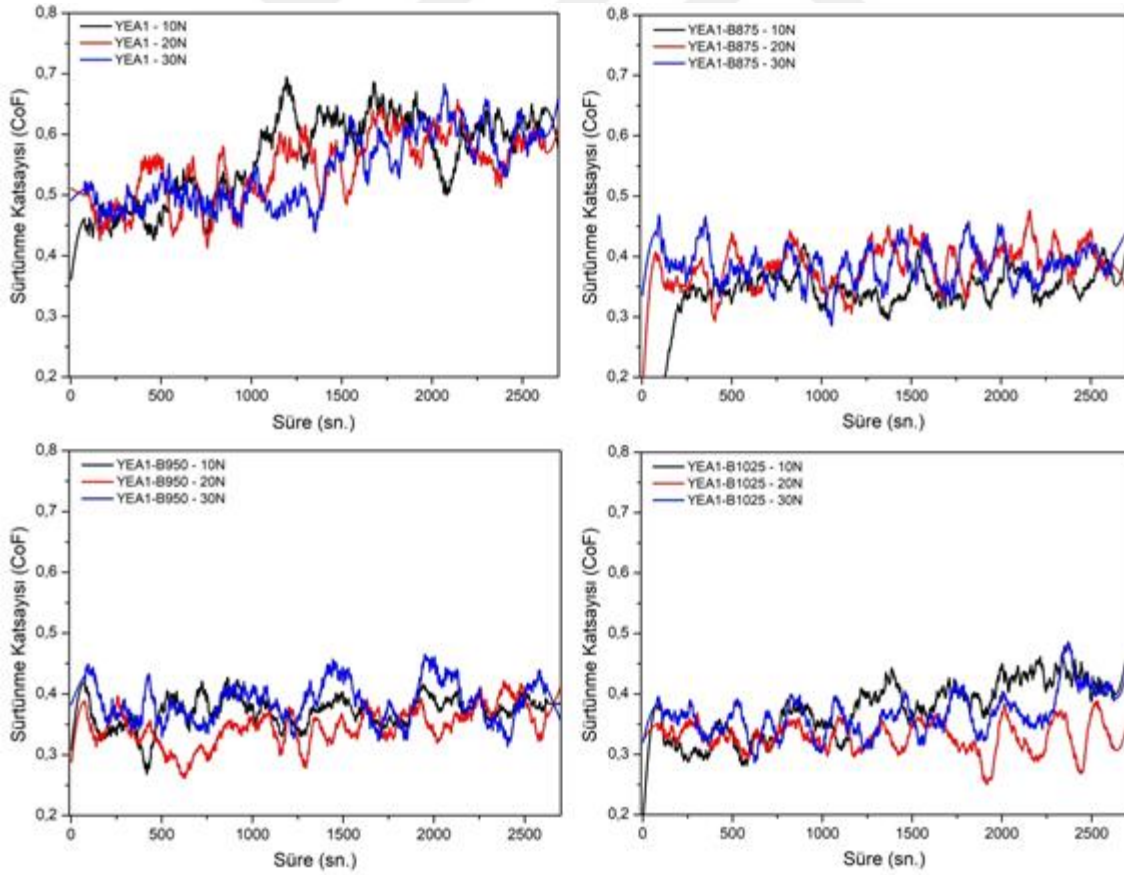 YEA1 - 10N
YEA1 - 20N
YEA1 - 30N
0,8
0,7
0,6
0,5
0,4
0,3
0,2
0
500
1000
1500
2000
2500
Sürtünme Katsayısı (CoF)
Süre (sn.)
YEA1-B875 - 10N
YEA1-B875 - 20N
YEA1-B875 - 30N
0,8
0,7
0,6
0,5
0,4
0,3
0,2
0
500
1000
1500
2000
2500
Sürtünme Katsayısı (CoF)
Süre (sn.)
YEA1-B950 - 10N
YEA1-B950 - 20N
YEA1-B950 - 30N
0,8
0,7
0,6
0,5
0,4
0,3
0,2
0
500
1000
1500
2000
2500
Sürtünme Katsayısı (CoF)
Süre (sn.)
YEA1-B1025 - 10N
YEA1-B1025 - 20N
YEA1-B1025 - 30N
0,8
0,7
0,6
0,5
0,4
0,3
0,2
0
500
1000
1500
2000
2500
Sürtünme Katsayısı (CoF)
Süre (sn.)